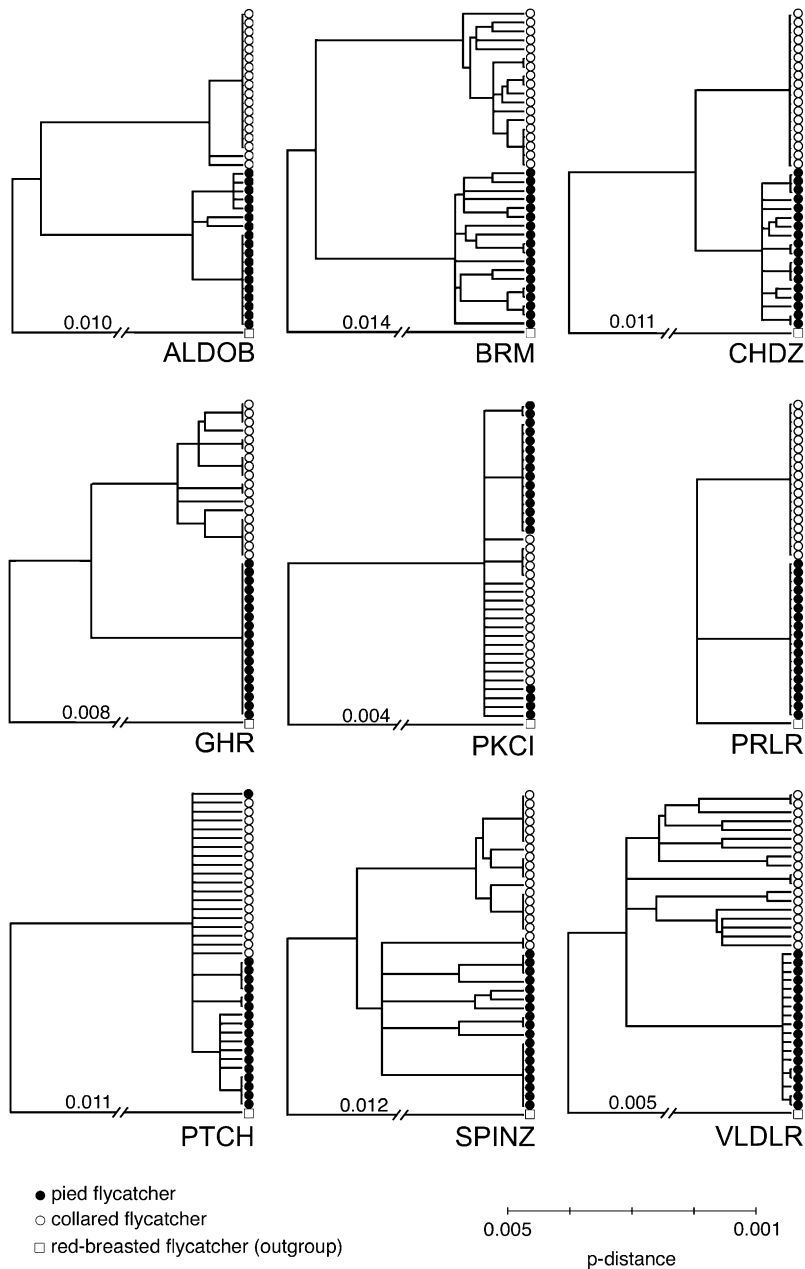 0.010
ALDOB
0.014
BRM
0.011
CHDZ
0.008
GHR
0.004
PKCI
PRLR
0.011
PTCH
0.012
SPINZ
0.005
VLDLR
pied flycatcher
collared flycatcher
red-breasted flycatcher (outgroup)
0.005 0.001
p-distance